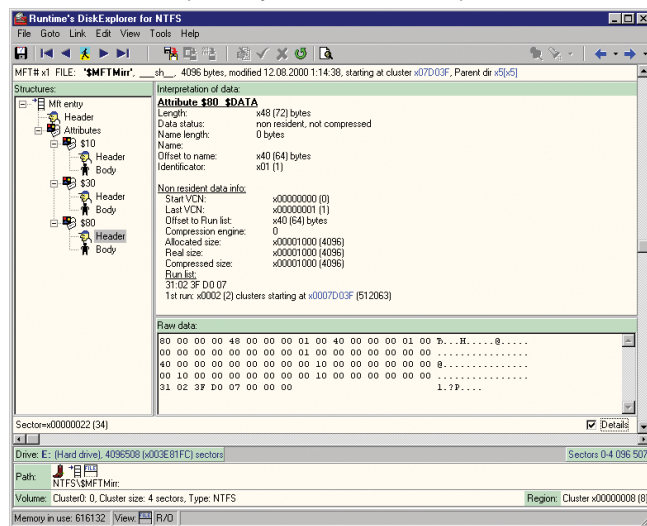 Runtime's DiskExplorer for NTFS
File Goto Link Edit View Tools Help
MFT# x1 FILE: '$MFTMirr', ___sh__, 4096 bytes, modified 12.08.2000 1:14:38, starting at cluster x07D03F, Parent dir x5[x5]
Structures:
Mft entry
Header
Attributes
$10
Header
Body
$30
Header
Body
$80
Header
Body
Interpretation of data:
Attribute $80 $DATA
Length: x48 (72) bytes
Data status: non resident, not compressed
Name length: 0 bytes
Name:
Offset to name: x40 (64) bytes
Identificator: x01 (1)
Non resident data info:
Start VCN: x00000000 (0)
Last VCN: x00000001 (1)
Offset to Run list: x40 (64) bytes
Compression engine: 0
Allocated size: x00001000 (4096)
Real size: x00001000 (4096)
Compressed size: x00001000 (4096)
Run list:
31:02 3F D0 07
1st run: x0002 (2) clusters starting at x0007D03F (512063)
Raw data:
80 00 00 00 48 00 00 00 01 00 40 00 00 00 01 00 Ђ...H.....@.....
00 00 00 00 00 00 00 00 01 00 00 00 00 00 00 00 ................
40 00 00 00 00 00 00 00 00 10 00 00 00 00 00 00 @...............
00 10 00 00 00 00 00 00 00 10 00 00 00 00 00 00 ................
31 02 3F D0 07 00 00 00 1.?Р....
Sector=x00000022 (34)
Details
Drive: E: (Hard drive), 4096508 (x003E81FC) sectors
Sectors 0-4 096 507
Path:
FILE
NTFS\$MFTMirr:
Volume: Cluster0: 0, Cluster size: 4 sectors, Type: NTFS
Region: Cluster x00000008 (8)
Memory in use: 616132 View: FILE R/O